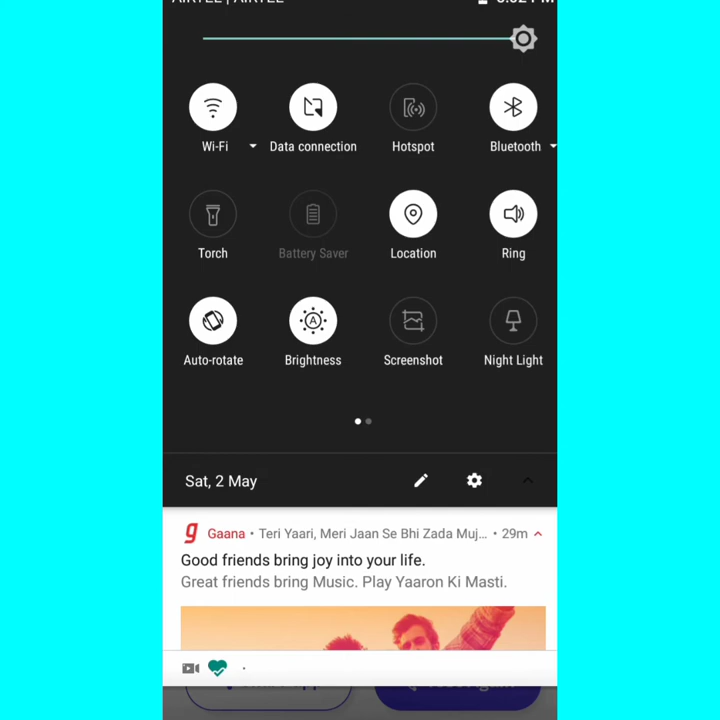 AIRTEL | AIRTEL
Wi-Fi
Data connection
Hotspot
Bluetooth
Torch
Battery Saver
Location
Ring
Auto-rotate
Brightness
Screenshot
Night Light
Sat, 2 May
Gaana • Teri Yaari, Meri Jaan Se Bhi Zada Muj... • 29m
Good friends bring joy into your life.
Great friends bring Music. Play Yaaron Ki Masti.